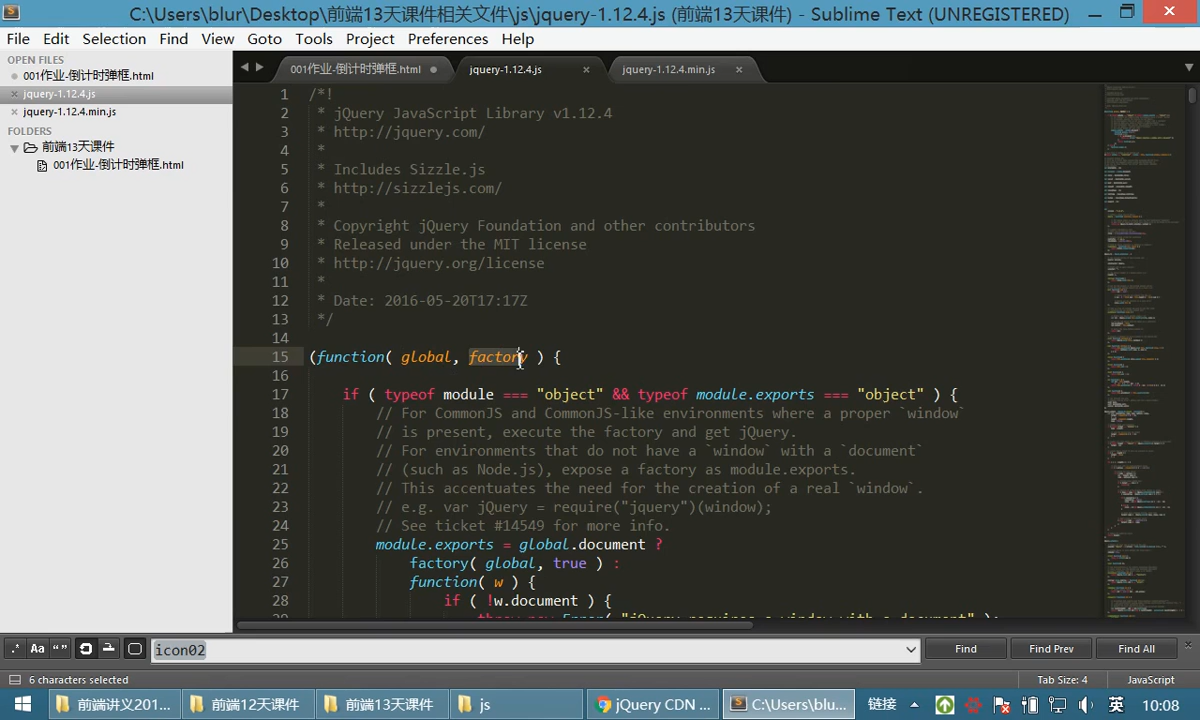 C:\Users\blur\Desktop\前端13天课件相关文件\js\jquery-1.12.4.js (前端13天课件) - Sublime Text (UNREGISTERED)
File Edit Selection Find View Goto Tools Project Preferences Help
OPEN FILES
001作业-倒计时弹框.html
jquery-1.12.4.js
jquery-1.12.4.min.js
FOLDERS
前端13天课件
001作业-倒计时弹框.html
001作业-倒计时弹框.html jquery-1.12.4.js jquery-1.12.4.min.js
1 /*!
2 * jQuery JavaScript Library v1.12.4
3 * http://jquery.com/
4 *
5 * Includes Sizzle.js
6 * http://sizzlejs.com/
7 *
8 * Copyright jQuery Foundation and other contributors
9 * Released under the MIT license
10 * http://jquery.org/license
11 *
12 * Date: 2016-05-20T17:17Z
13 */
14
15 (function( global, factory ) {
16
17 if ( typeof module === "object" && typeof module.exports === "object" ) {
18 // For CommonJS and CommonJS-like environments where a proper `window`
19 // is present, execute the factory and get jQuery.
20 // For environments that do not have a `window` with a `document`
21 // (such as Node.js), expose a factory as module.exports.
22 // This accentuates the need for the creation of a real `window`.
23 // e.g. var jQuery = require("jquery")(window);
24 // See ticket #14549 for more info.
25 module.exports = global.document ?
26 factory( global, true ) :
27 function( w ) {
28 if ( !w.document ) {
29 throw new Error( "jQuery requires a window with a document" );
.* Aa “” icon02 Find Find Prev Find All
6 characters selected Tab Size: 4 JavaScript
前端讲义201... 前端12天课件 前端13天课件 js jQuery CDN ... C:\Users\blu... 链接 英 10:08